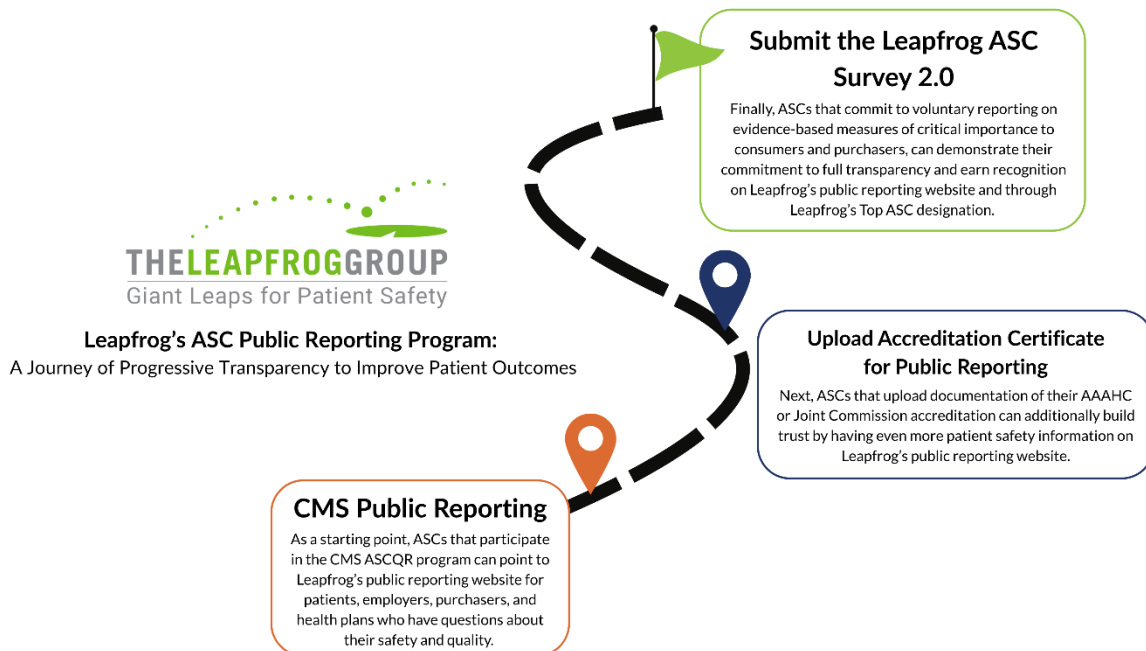 THELEAPFROGGROUP
Giant Leaps for Patient Safety
Leapfrog’s ASC Public Reporting Program:
A Journey of Progressive Transparency to Improve Patient Outcomes
Submit the Leapfrog ASC
Survey 2.0
Finally, ASCs that commit to voluntary reporting on
evidence-based measures of critical importance to
consumers and purchasers, can demonstrate their
commitment to full transparency and earn recognition
on Leapfrog’s public reporting website and through
Leapfrog’s Top ASC designation.
Upload Accreditation Certificate
for Public Reporting
Next, ASCs that upload documentation of their AAAHC
or Joint Commission accreditation can additionally build
trust by having even more patient safety information on
Leapfrog’s public reporting website.
CMS Public Reporting
As a starting point, ASCs that participate
in the CMS ASCQR program can point to
Leapfrog’s public reporting website for
patients, employers, purchasers, and
health plans who have questions about
their safety and quality.